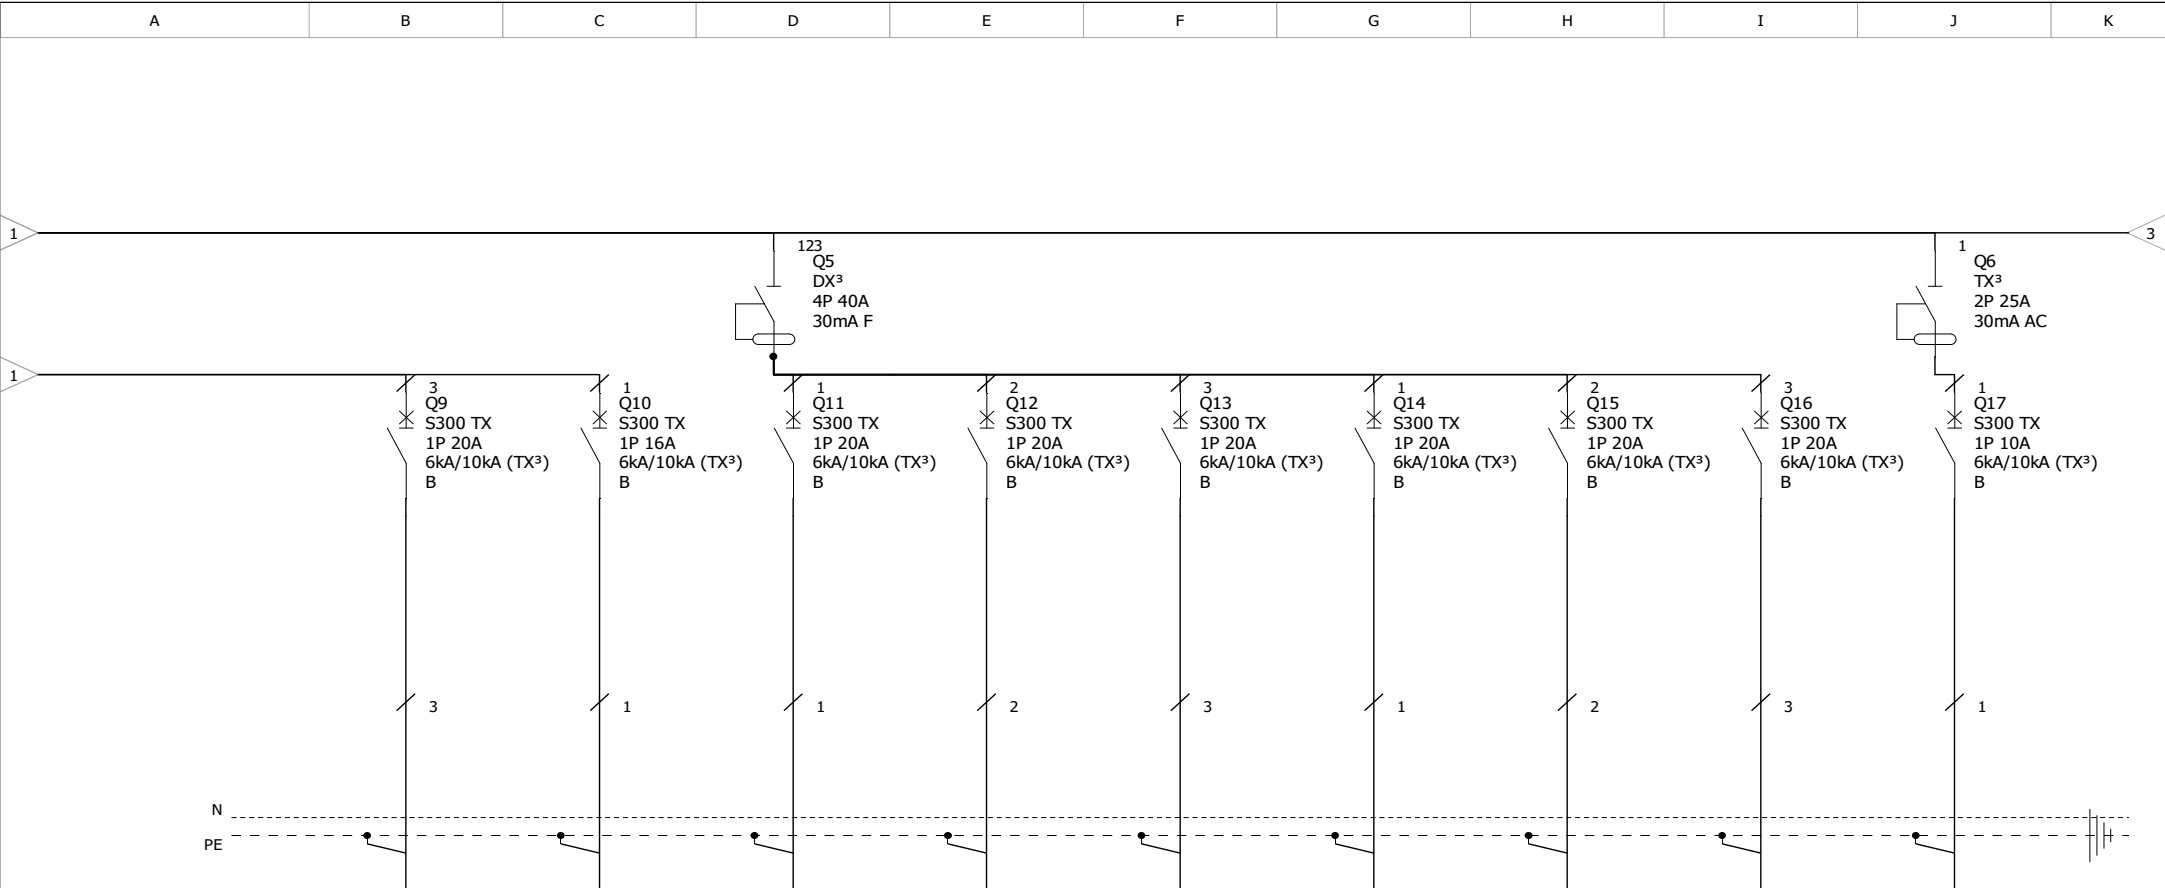 A
B
C
D
E
F
G
H
I
J
K
1
3
123
Q5
DX³
4P 40A
30mA F
1
Q6
TX³
2P 25A
30mA AC
1
3
Q9
S300 TX
1P 20A
6kA/10kA (TX³)
B
1
Q10
S300 TX
1P 16A
6kA/10kA (TX³)
B
1
Q11
S300 TX
1P 20A
6kA/10kA (TX³)
B
2
Q12
S300 TX
1P 20A
6kA/10kA (TX³)
B
3
Q13
S300 TX
1P 20A
6kA/10kA (TX³)
B
1
Q14
S300 TX
1P 20A
6kA/10kA (TX³)
B
2
Q15
S300 TX
1P 20A
6kA/10kA (TX³)
B
3
Q16
S300 TX
1P 20A
6kA/10kA (TX³)
B
1
Q17
S300 TX
1P 10A
6kA/10kA (TX³)
B
3
1
1
2
3
1
2
3
1
N
PE